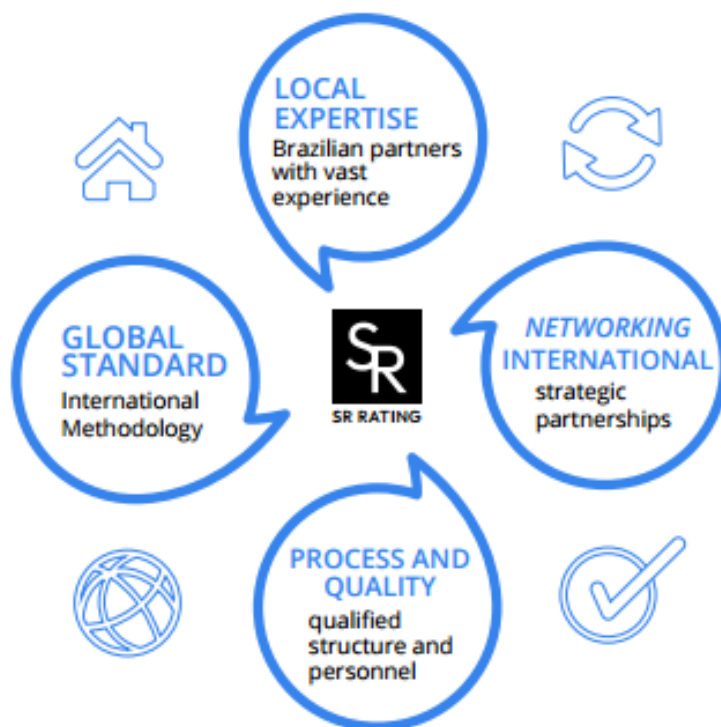 LOCAL
EXPERTISE
Brazilian partners
with vast
experience
GLOBAL
STANDARD
International
Methodology
SR
SR RATING
NETWORKING
INTERNATIONAL
strategic
partnerships
PROCESS AND
QUALITY
qualified
structure and
personnel